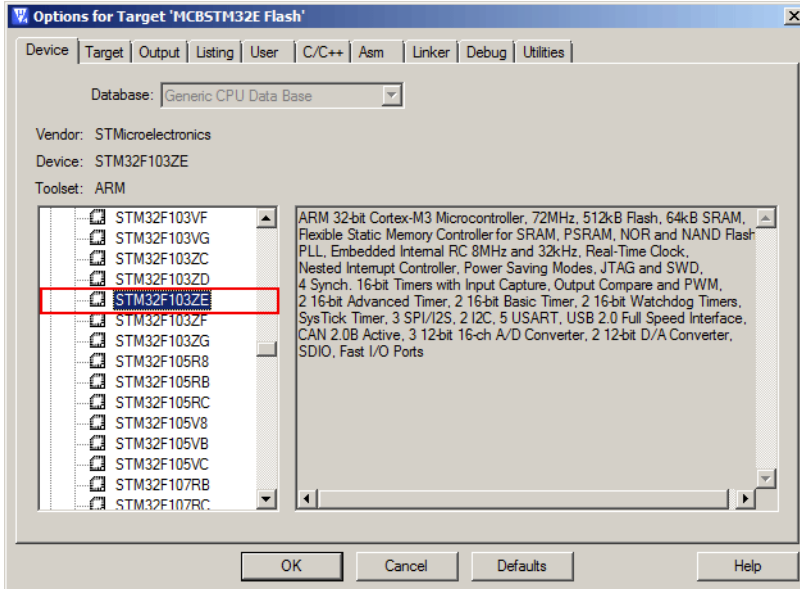 Options for Target 'MCBSTM32E Flash'
Device Target Output Listing User C/C++ Asm Linker Debug Utilities
Database: Generic CPU Data Base
Vendor: STMicroelectronics
Device: STM32F103ZE
Toolset: ARM
STM32F103VF
STM32F103VG
STM32F103ZC
STM32F103ZD
STM32F103ZE
STM32F103ZF
STM32F103ZG
STM32F105R8
STM32F105RB
STM32F105RC
STM32F105V8
STM32F105VB
STM32F105VC
STM32F107RB
STM32F107RC
ARM 32-bit Cortex-M3 Microcontroller, 72MHz, 512kB Flash, 64kB SRAM,
Flexible Static Memory Controller for SRAM, PSRAM, NOR and NAND Flash
PLL, Embedded Internal RC 8MHz and 32kHz, Real-Time Clock,
Nested Interrupt Controller, Power Saving Modes, JTAG and SWD,
4 Synch. 16-bit Timers with Input Capture, Output Compare and PWM,
2 16-bit Advanced Timer, 2 16-bit Basic Timer, 2 16-bit Watchdog Timers,
SysTick Timer, 3 SPI/I2S, 2 I2C, 5 USART, USB 2.0 Full Speed Interface,
CAN 2.0B Active, 3 12-bit 16-ch A/D Converter, 2 12-bit D/A Converter,
SDIO, Fast I/O Ports
OK Cancel Defaults Help